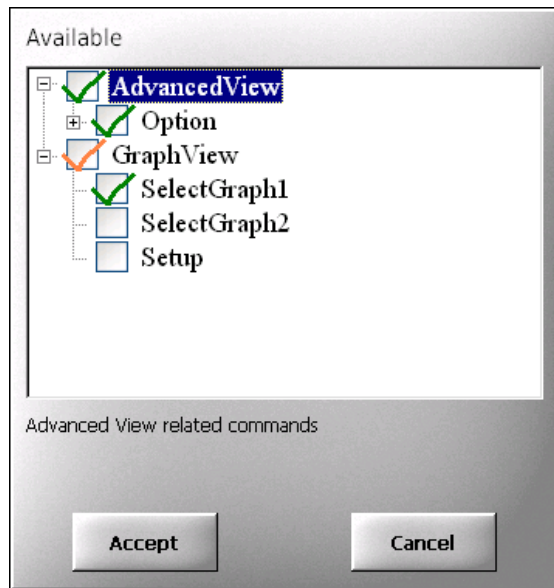 Available
AdvancedView
Option
GraphView
SelectGraph1
SelectGraph2
Setup
Advanced View related commands
Accept Cancel